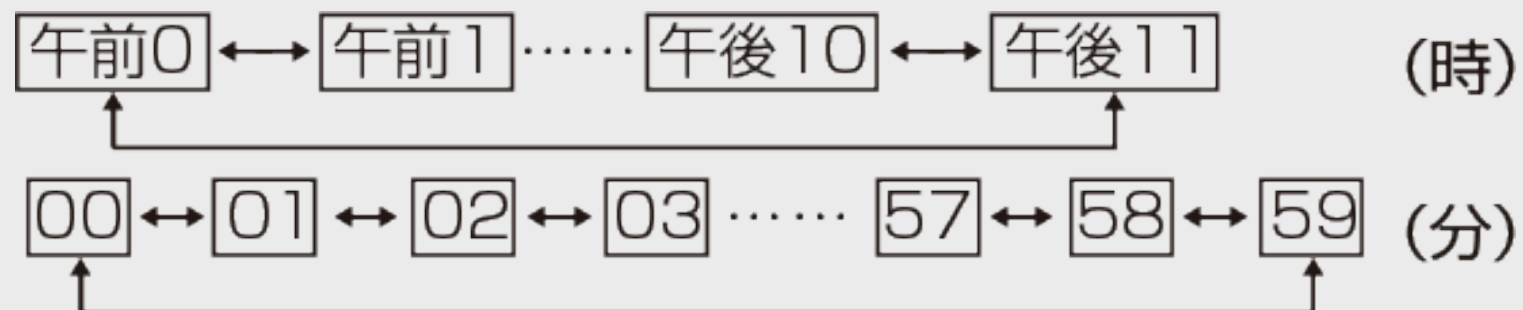 午前0 ↔ 午前1 …… 午後10 ↔ 午後11 (時)
00 ↔ 01 ↔ 02 ↔ 03 …… 57 ↔ 58 ↔ 59 (分)